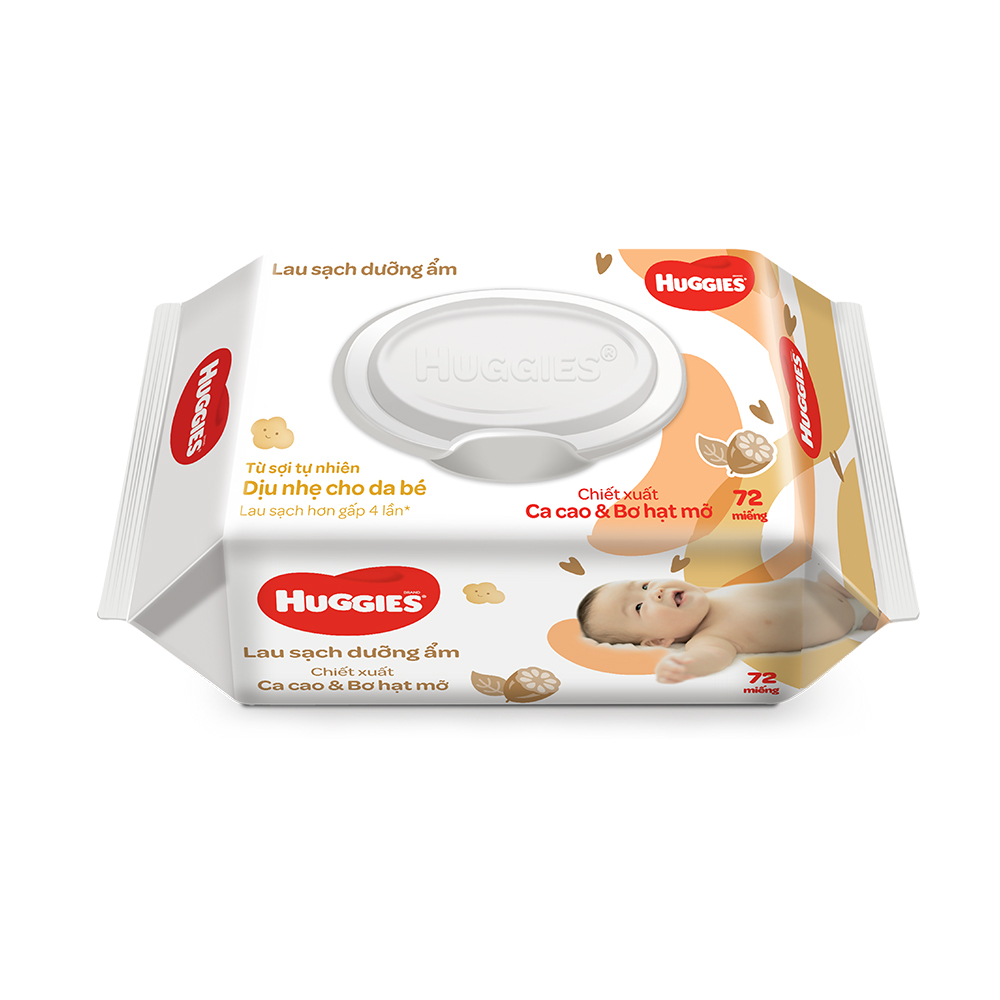 Lau sạch dưỡng ẩm
HUGGIES
HUGGIES®
HUGGIES
HUGGIES
Từ sợi tự nhiên
Dịu nhẹ cho da bé
Lau sạch hơn gấp 4 lần*
Chiết xuất
Ca cao & Bơ hạt mỡ
72
miếng
HUGGIES
Lau sạch dưỡng ẩm
Chiết xuất
Ca cao & Bơ hạt mỡ
72
miếng